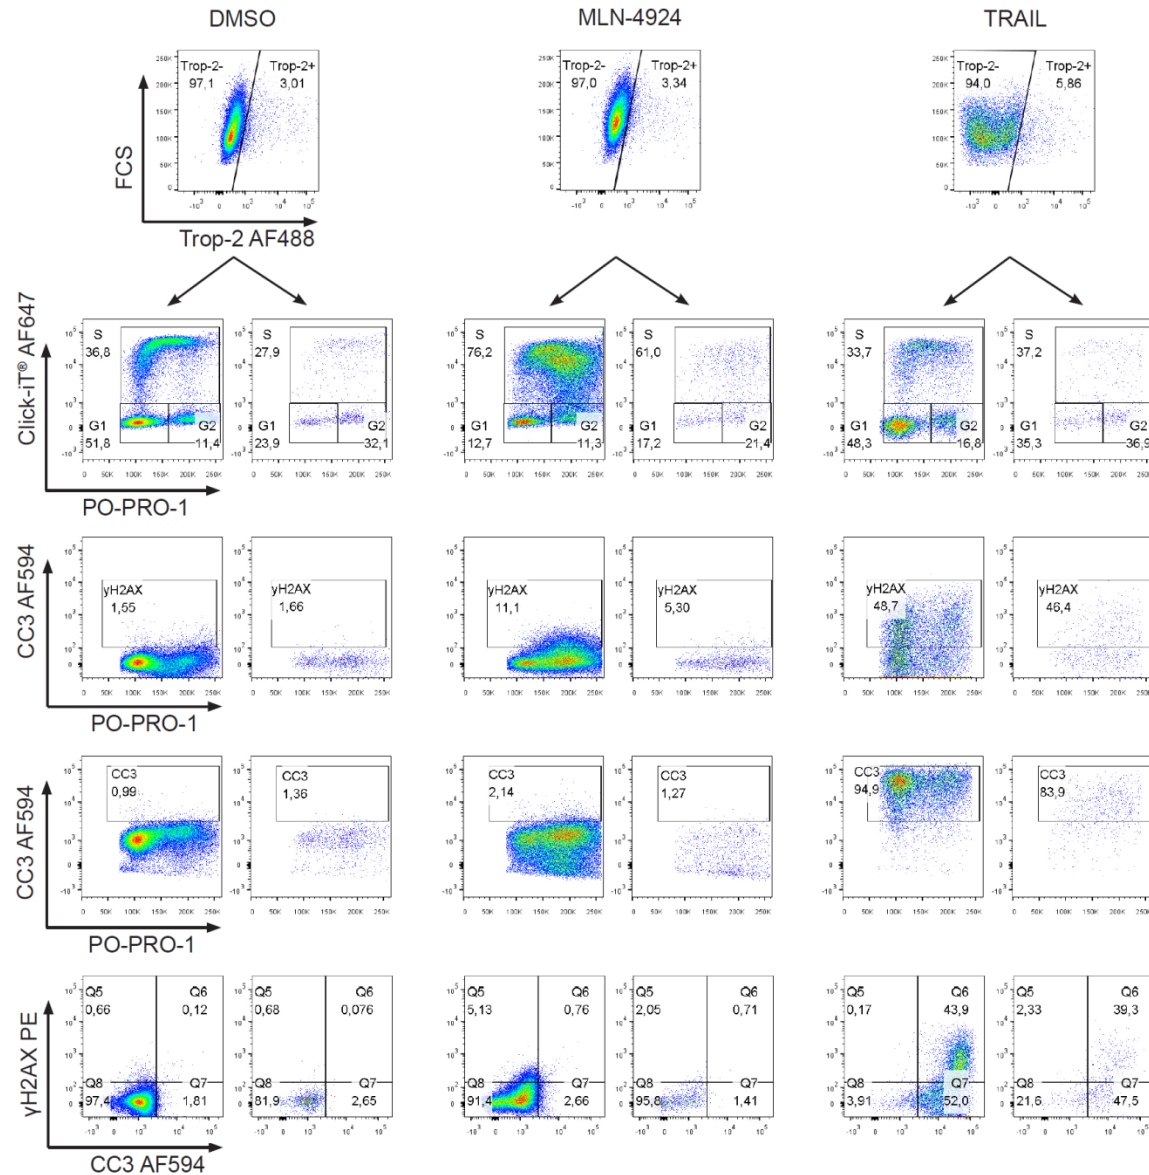 DMSO
MLN-4924
TRAIL
Trop-2- Trop-2+
97,1 3,01
Trop-2- Trop-2+
97,0 3,34
Trop-2- Trop-2+
94,0 5,86
FCS
Trop-2 AF488
Click-iT® AF647
S
36,8
G1 G2
51,8 11,4
S
27,9
G1 G2
23,9 32,1
S
76,2
G1 G2
12,7 11,3
S
61,0
G1 G2
17,2 21,4
S
33,7
G1 G2
48,3 16,8
S
37,2
G1 G2
35,3 36,9
PO-PRO-1
CC3 AF594
yH2AX
1,55
yH2AX
1,66
yH2AX
11,1
yH2AX
5,30
yH2AX
48,7
yH2AX
46,4
PO-PRO-1
CC3 AF594
CC3
0,99
CC3
1,36
CC3
2,14
CC3
1,27
CC3
94,9
CC3
83,9
PO-PRO-1
γH2AX PE
Q5 Q6
0,66 0,12
Q8 Q7
97,4 1,81
Q5 Q6
0,68 0,076
Q8 Q7
2,65
Q5 Q6
5,13 0,76
Q8 Q7
91,4 2,66
Q5 Q6
2,05 0,71
Q8 Q7
95,8 1,41
Q5 Q6
0,17 43,9
Q8 Q7
3,91 52,0
Q5 Q6
2,33 39,3
Q8 Q7
21,6 47,5
CC3 AF594